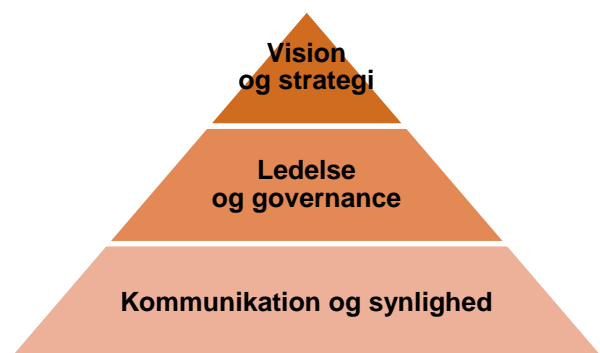 Vision
og strategi
Ledelse
og governance
Kommunikation og synlighed